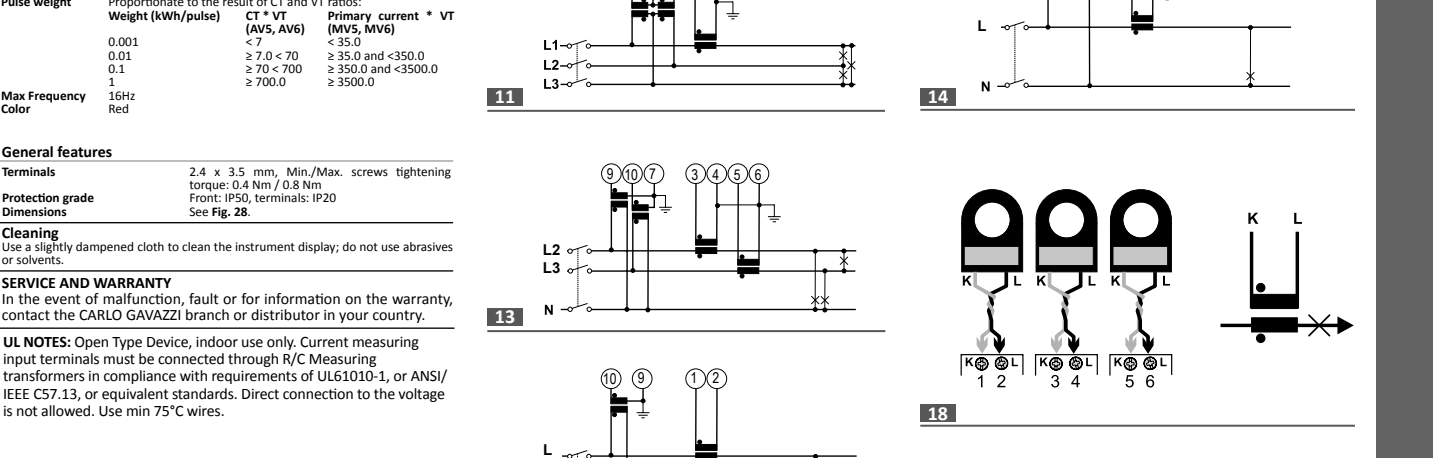 Pulse weight Proportionate to the result of CT and VT ratios:
Weight (kWh/pulse) CT * VT (AV5, AV6) Primary current * VT (MV5, MV6)
0.001 < 7 < 35.0
0.01 ≥ 7.0 < 70 ≥ 35.0 and <350.0
0.1 ≥ 70 < 700 ≥ 350.0 and <3500.0
1 ≥ 700.0 ≥ 3500.0
Max Frequency 16Hz
Color Red
General features
Terminals 2.4 x 3.5 mm, Min./Max. screws tightening
torque: 0.4 Nm / 0.8 Nm
Protection grade Front: IP50, terminals: IP20
Dimensions See Fig. 28.
Cleaning
Use a slightly dampened cloth to clean the instrument display; do not use abrasives
or solvents.
SERVICE AND WARRANTY
In the event of malfunction, fault or for information on the warranty,
contact the CARLO GAVAZZI branch or distributor in your country.
UL NOTES: Open Type Device, indoor use only. Current measuring
input terminals must be connected through R/C Measuring
transformers in compliance with requirements of UL61010-1, or ANSI/
IEEE C57.13, or equivalent standards. Direct connection to the voltage
is not allowed. Use min 75°C wires.
L1
L2
L3
11
9 10 7 3 4 5 6
L2
L3
N
13
10 9 1 2
L
L
N
14
K L K L K L
K L K L K L
1 2 3 4 5 6
K L
18